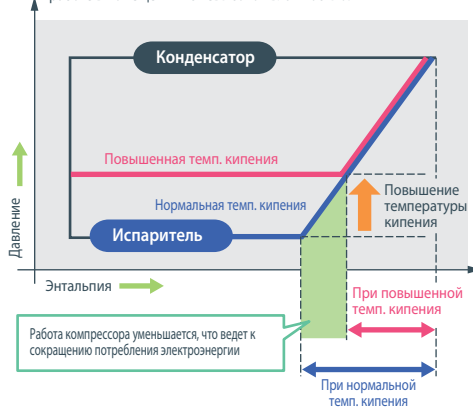 Конденсатор
Повышенная темп. кипения
Нормальная темп. кипения
Повышение
температуры
кипения
Давление
Испаритель
Энтальпия
При повышенной
темп. кипения
Работа компрессора уменьшается, что ведет к
сокращению потребления электроэнергии
При нормальной
темп. кипения